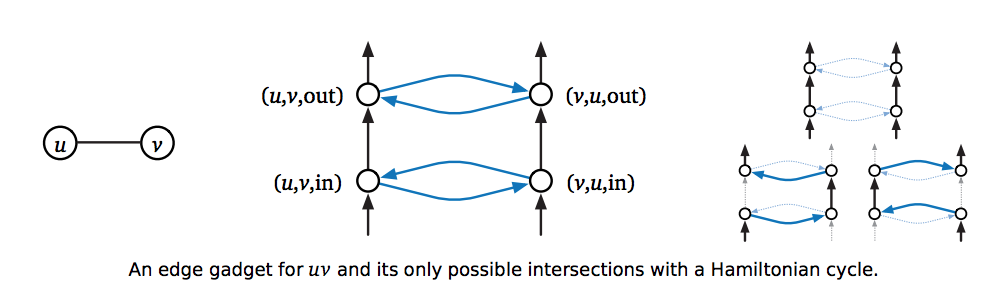 (u,v,out) (v,u,out)
u v
(u,v,in) (v,u,in)
An edge gadget for uv and its only possible intersections with a Hamiltonian cycle.